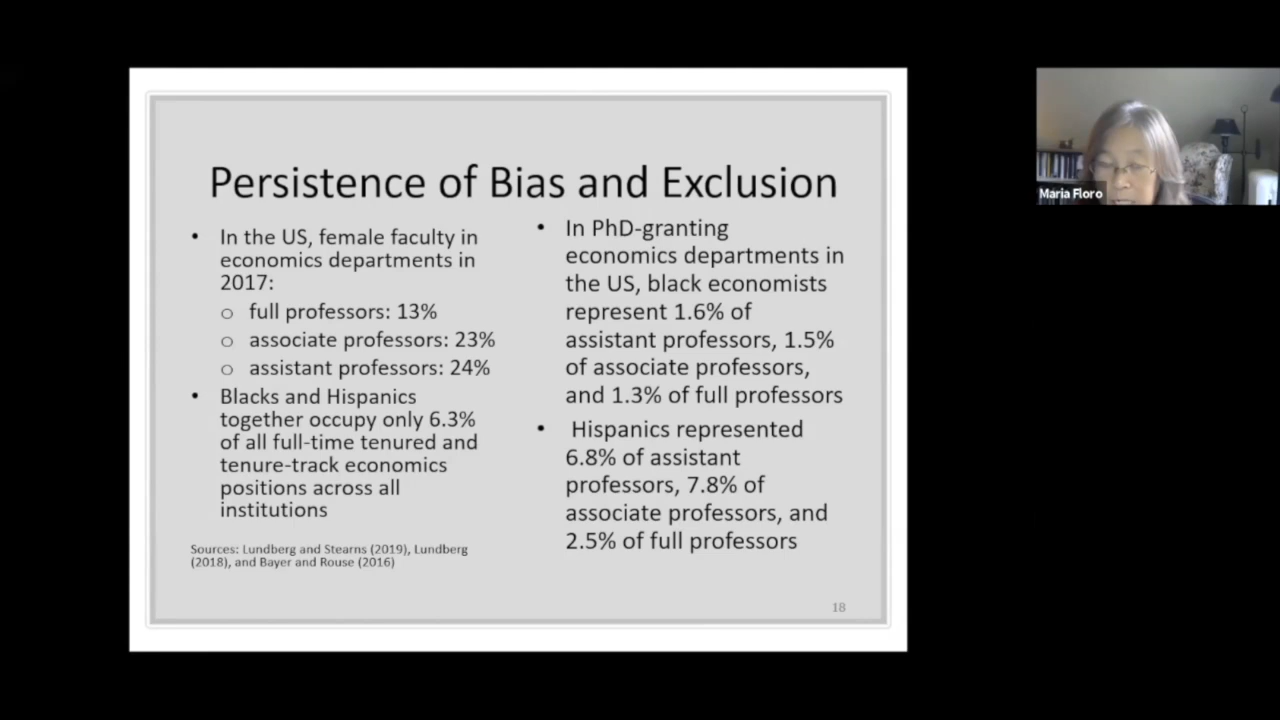 Persistence of Bias and Exclusion
• In the US, female faculty in
economics departments in
2017:
o full professors: 13%
o associate professors: 23%
o assistant professors: 24%
• Blacks and Hispanics
together occupy only 6.3%
of all full-time tenured and
tenure-track economics
positions across all
institutions
Sources: Lundberg and Stearns (2019), Lundberg
(2018), and Bayer and Rouse (2016)
• In PhD-granting
economics departments in
the US, black economists
represent 1.6% of
assistant professors, 1.5%
of associate professors,
and 1.3% of full professors
• Hispanics represented
6.8% of assistant
professors, 7.8% of
associate professors, and
2.5% of full professors
18
Maria Floro